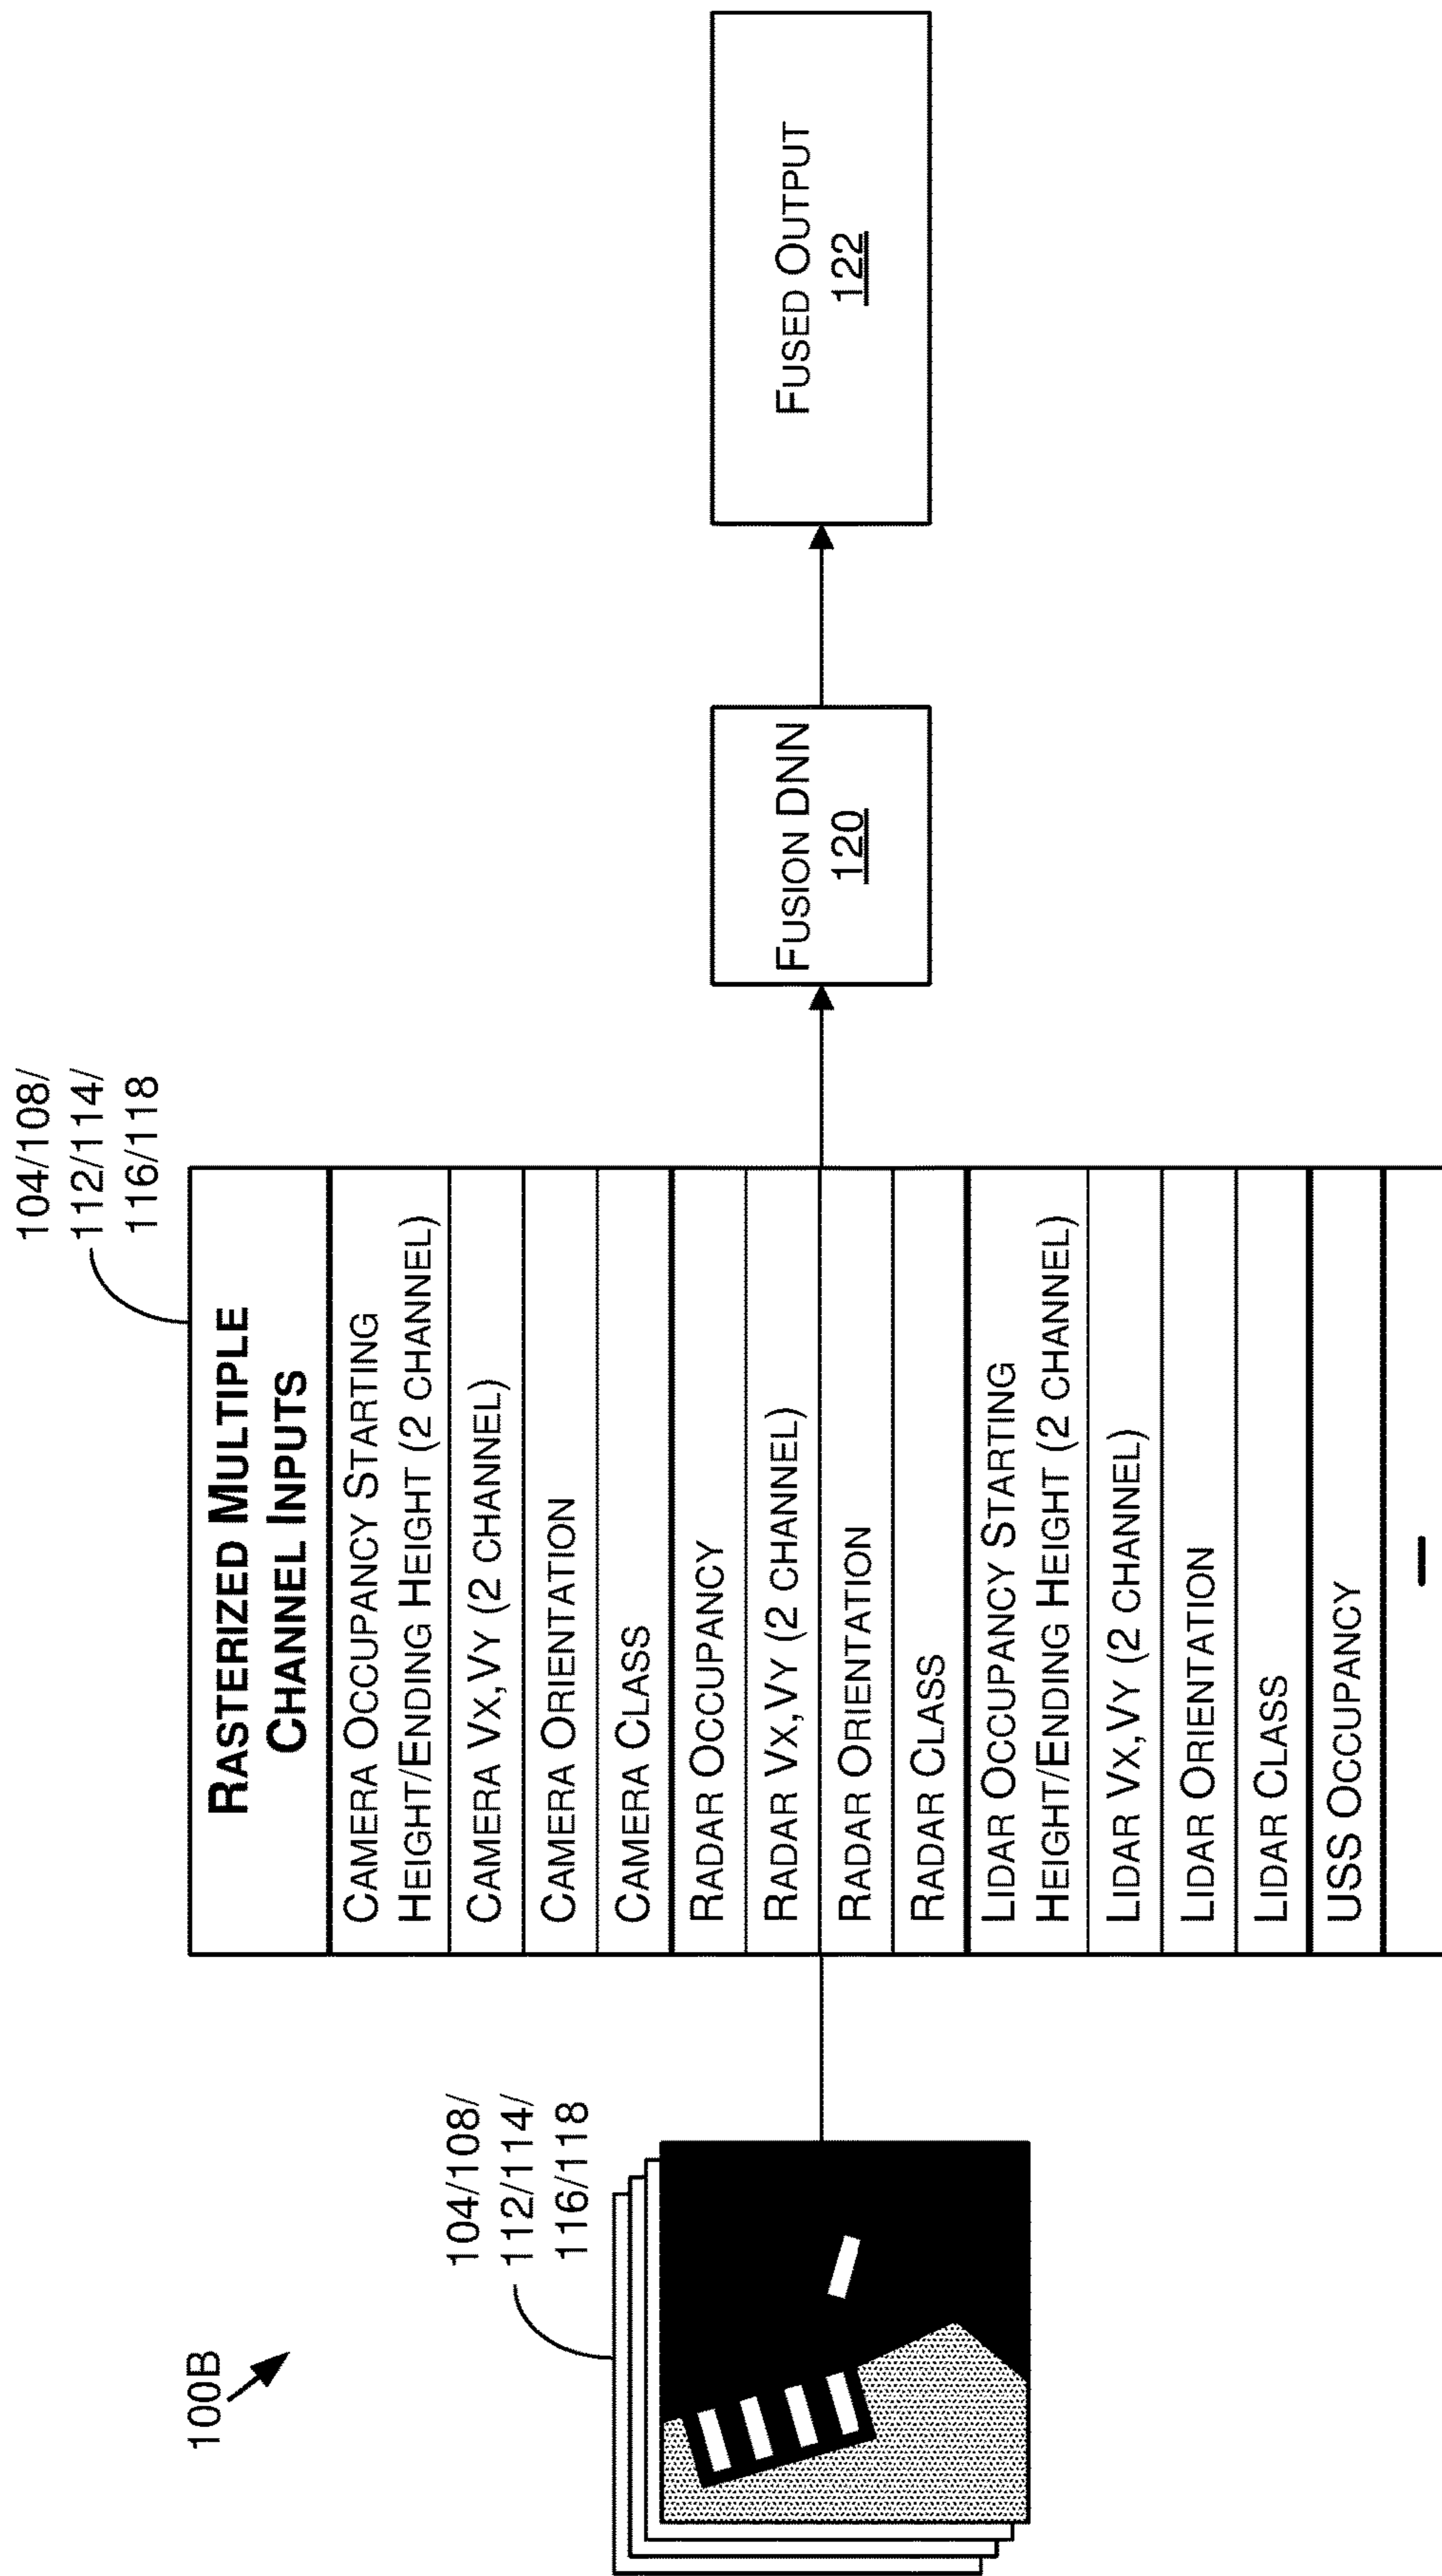 100B
104/108/
112/114/
116/118
104/108/
112/114/
116/118
RASTERIZED MULTIPLE
CHANNEL INPUTS
CAMERA OCCUPANCY STARTING
HEIGHT/ENDING HEIGHT (2 CHANNEL)
CAMERA VX,VY (2 CHANNEL)
CAMERA ORIENTATION
CAMERA CLASS
RADAR OCCUPANCY
RADAR VX,VY (2 CHANNEL)
RADAR ORIENTATION
RADAR CLASS
LIDAR OCCUPANCY STARTING
HEIGHT/ENDING HEIGHT (2 CHANNEL)
LIDAR VX,VY (2 CHANNEL)
LIDAR ORIENTATION
LIDAR CLASS
USS OCCUPANCY
FUSION DNN
120
FUSED OUTPUT
122